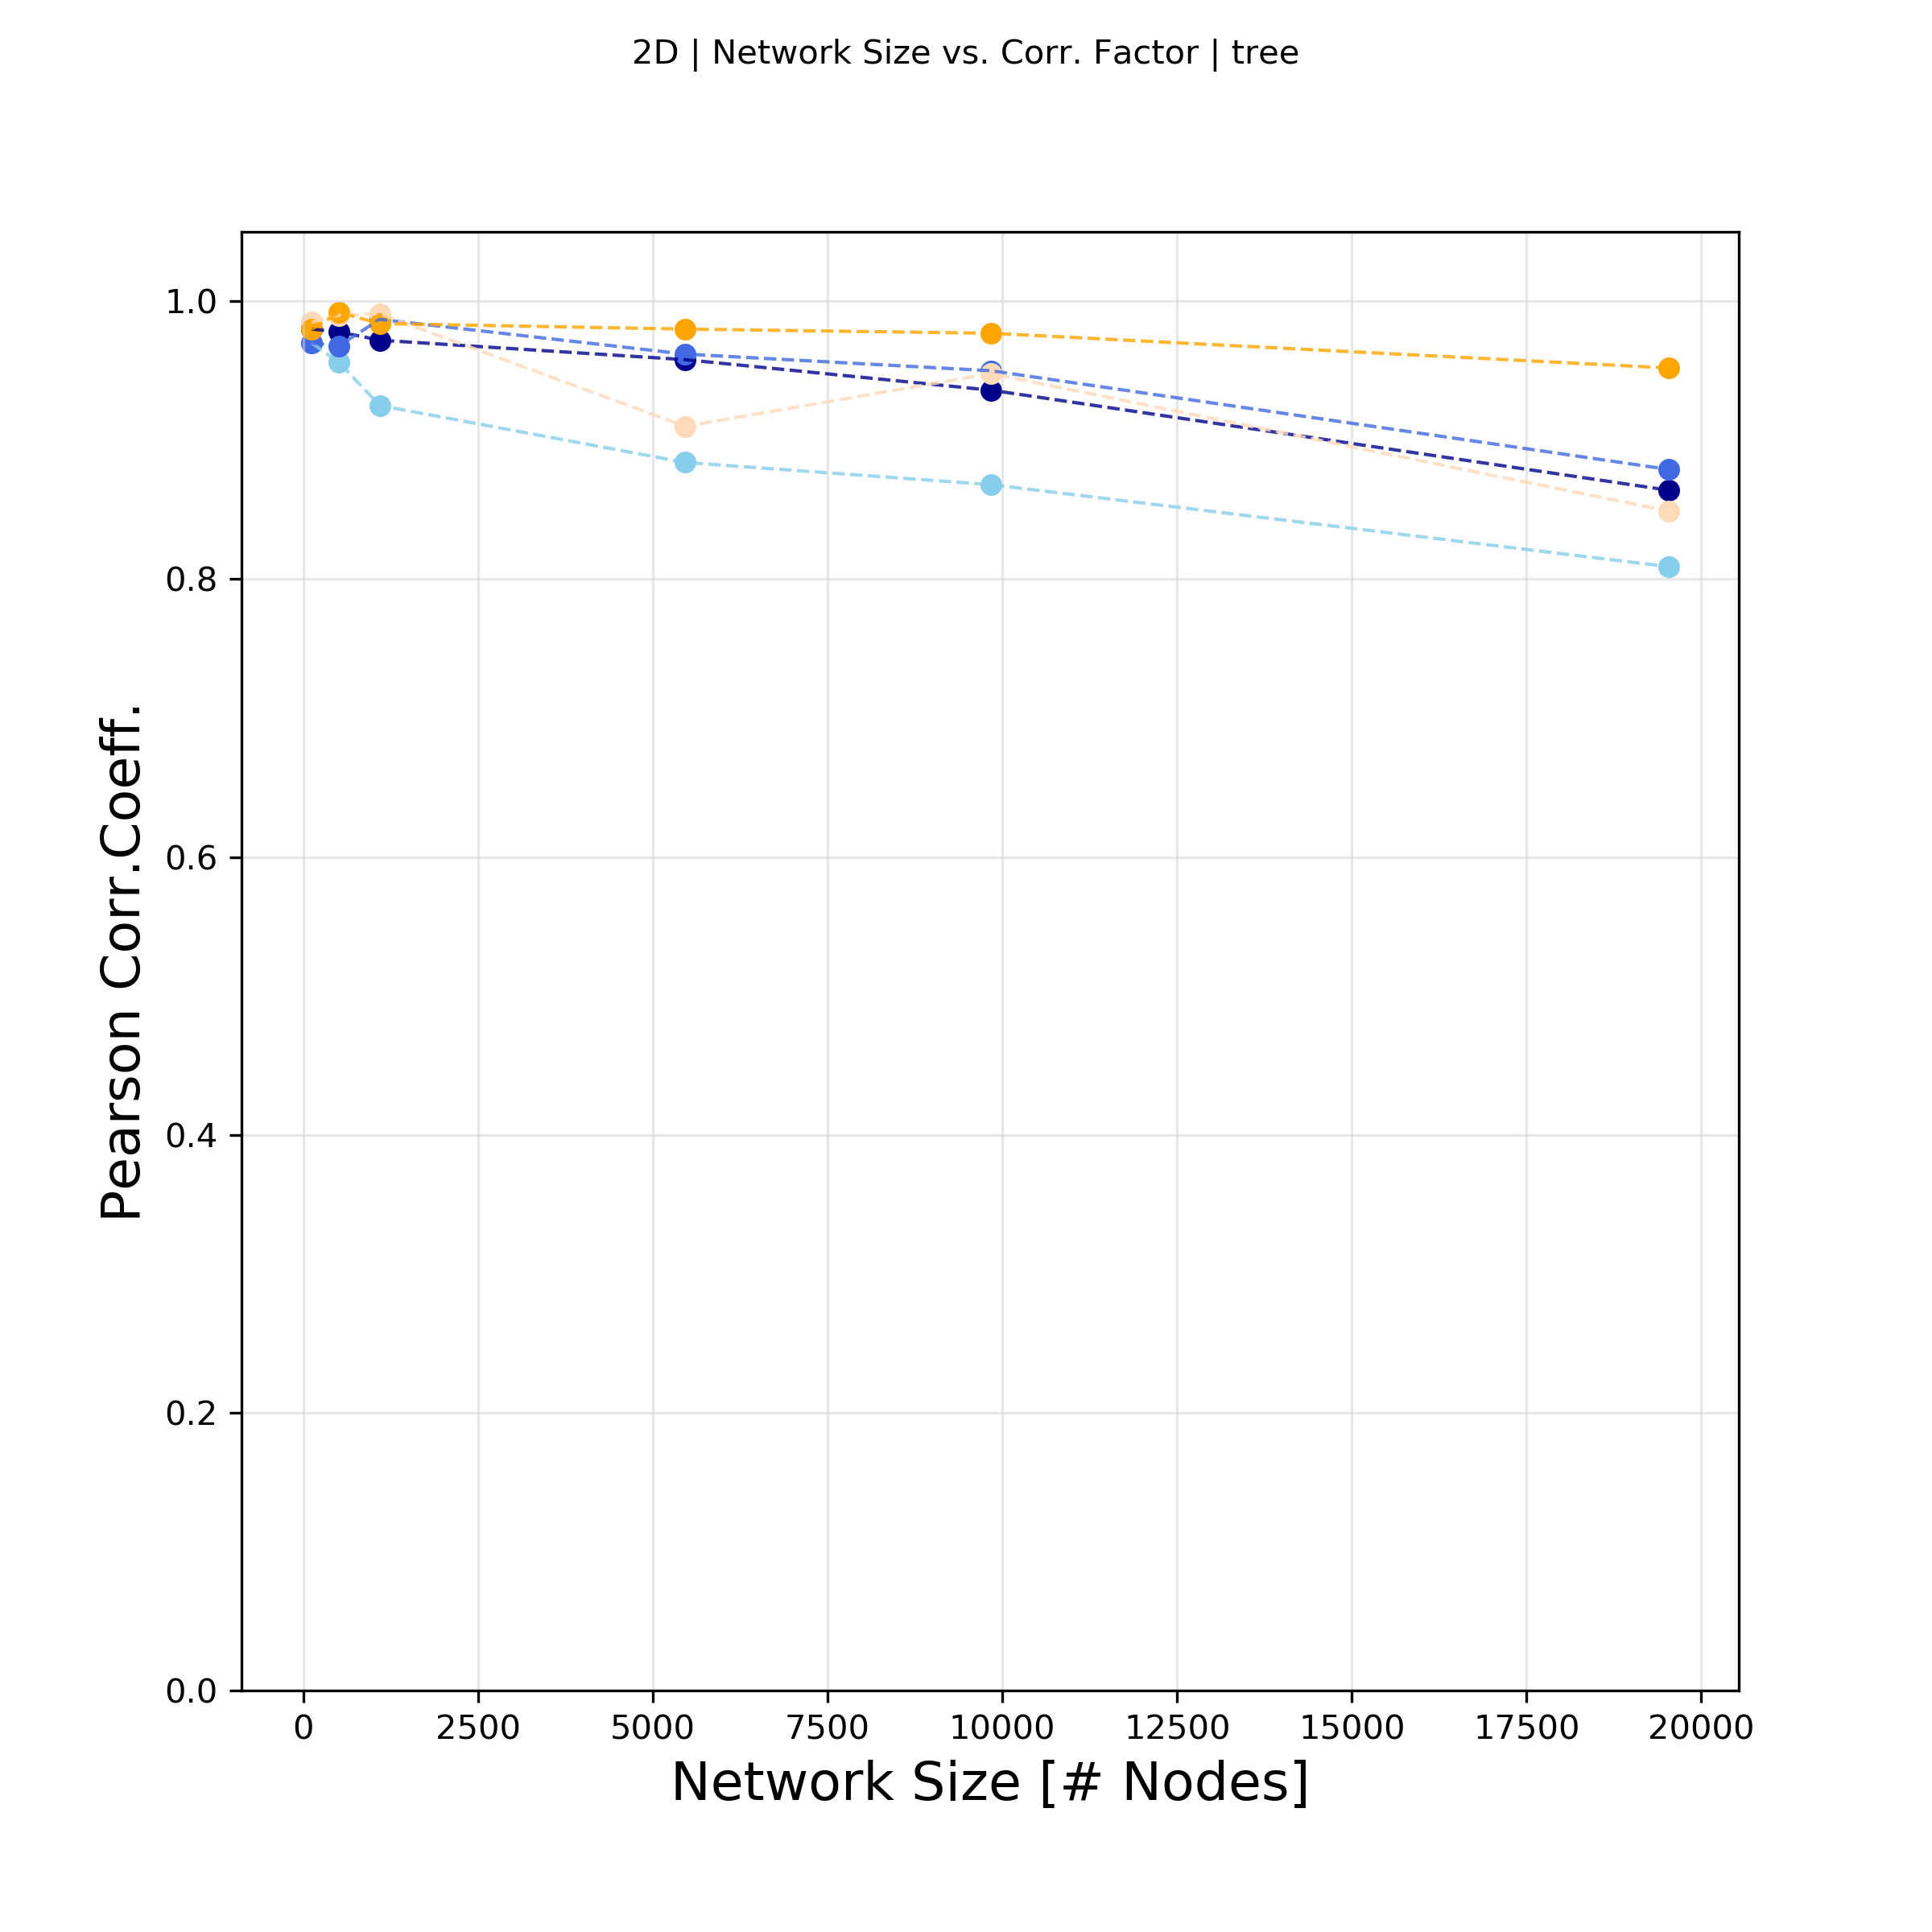 2D | Network Size vs. Corr. Factor | tree
1.0
0.8
0.6
0.4
0.2
0.0
Pearson Corr.Coeff.
0 2500 5000 7500 10000 12500 15000 17500 20000
Network Size [# Nodes]